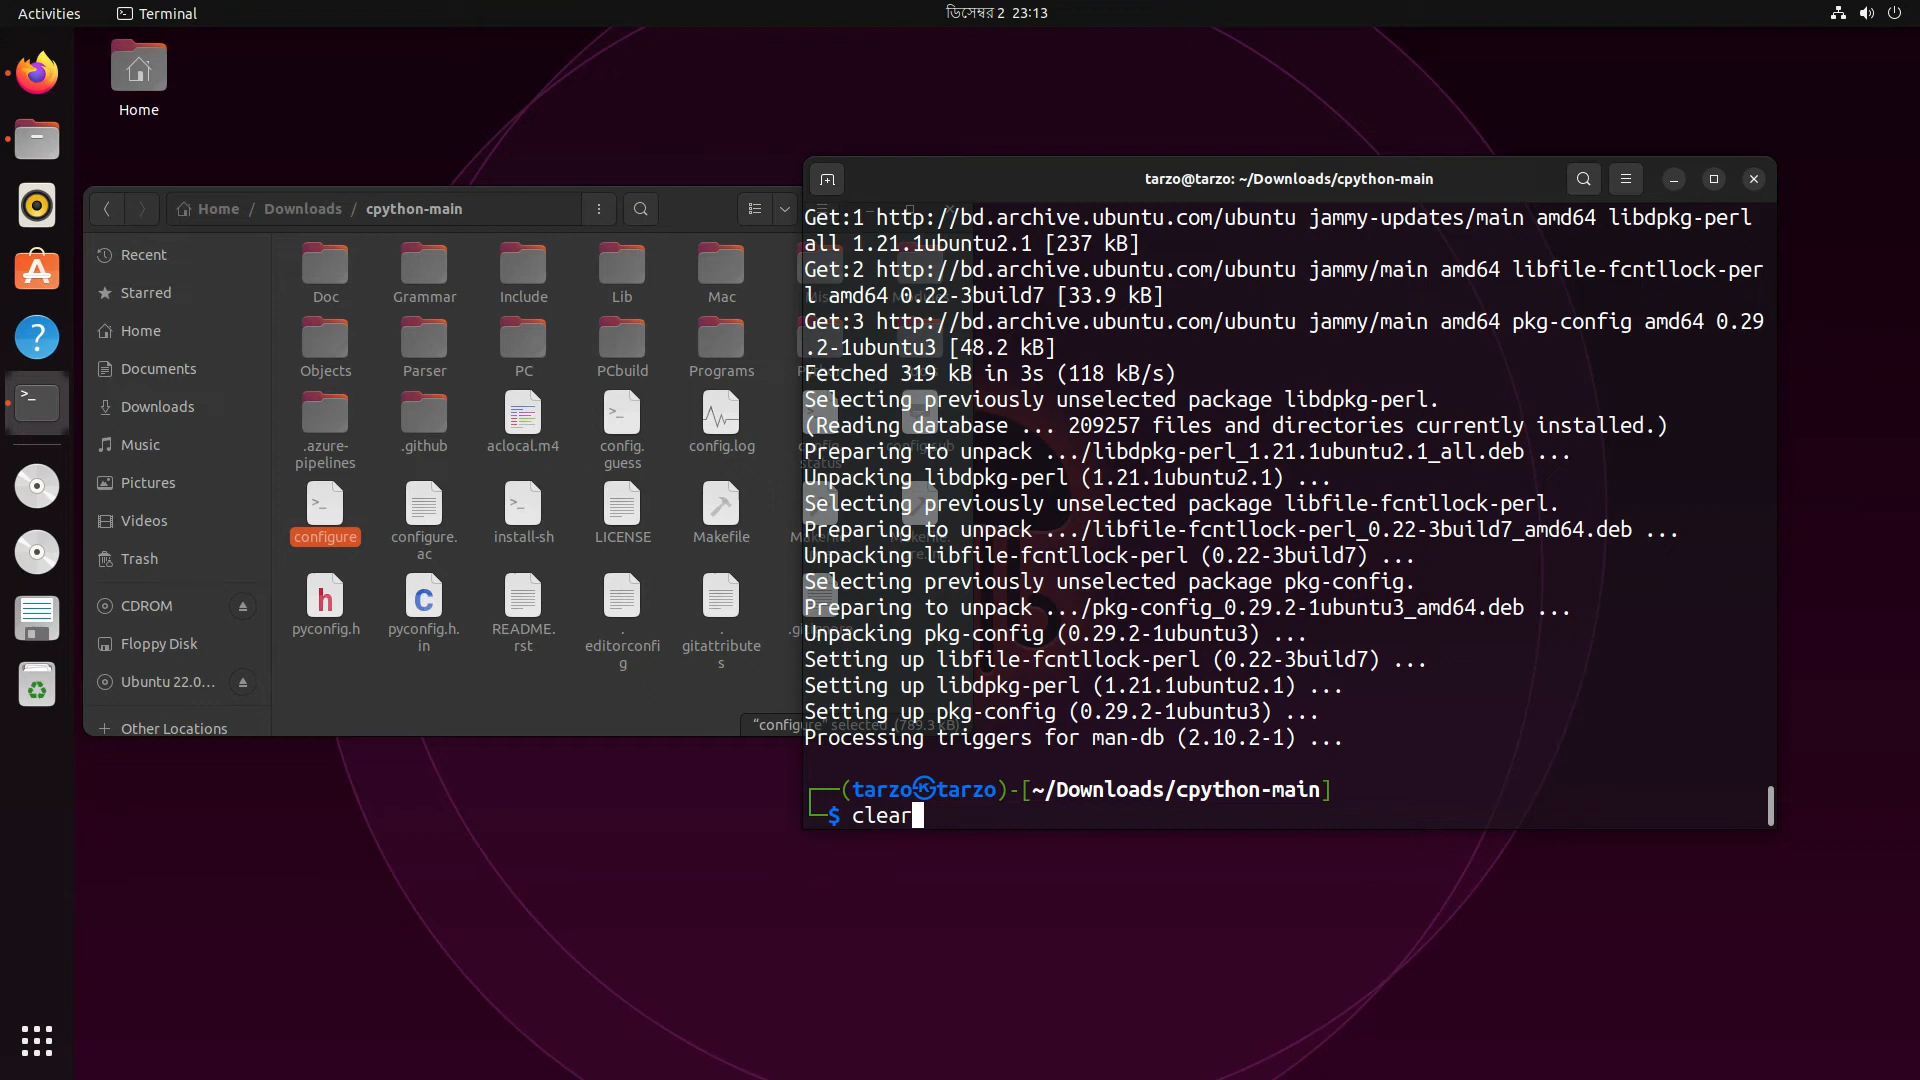 Activities
Terminal
ডিসেম্বর 2 23:13
Home
Home / Downloads / cpython-main
Recent
Starred
Home
Documents
Downloads
Music
Pictures
Videos
Trash
CDROM
Floppy Disk
Ubuntu 22.0...
Other Locations
Doc
Grammar
Include
Lib
Mac
Objects
Parser
PC
PCbuild
Programs
.azure-
pipelines
.github
aclocal.m4
config.
guess
config.log
configure
configure.
ac
install-sh
LICENSE
Makefile
pyconfig.h
pyconfig.h.
in
README.
rst
.
editorconfi
g
.
gitattribute
s
"configure" selected (789.3 kB)
tarzo@tarzo: ~/Downloads/cpython-main
Get:1 http://bd.archive.ubuntu.com/ubuntu jammy-updates/main amd64 libdpkg-perl
all 1.21.1ubuntu2.1 [237 kB]
Get:2 http://bd.archive.ubuntu.com/ubuntu jammy/main amd64 libfile-fcntllock-per
l amd64 0.22-3build7 [33.9 kB]
Get:3 http://bd.archive.ubuntu.com/ubuntu jammy/main amd64 pkg-config amd64 0.29
.2-1ubuntu3 [48.2 kB]
Fetched 319 kB in 3s (118 kB/s)
Selecting previously unselected package libdpkg-perl.
(Reading database ... 209257 files and directories currently installed.)
Preparing to unpack .../libdpkg-perl_1.21.1ubuntu2.1_all.deb ...
Unpacking libdpkg-perl (1.21.1ubuntu2.1) ...
Selecting previously unselected package libfile-fcntllock-perl.
Preparing to unpack .../libfile-fcntllock-perl_0.22-3build7_amd64.deb ...
Unpacking libfile-fcntllock-perl (0.22-3build7) ...
Selecting previously unselected package pkg-config.
Preparing to unpack .../pkg-config_0.29.2-1ubuntu3_amd64.deb ...
Unpacking pkg-config (0.29.2-1ubuntu3) ...
Setting up libfile-fcntllock-perl (0.22-3build7) ...
Setting up libdpkg-perl (1.21.1ubuntu2.1) ...
Setting up pkg-config (0.29.2-1ubuntu3) ...
Processing triggers for man-db (2.10.2-1) ...
┌──(tarzo㉿tarzo)-[~/Downloads/cpython-main]
└─$ clear